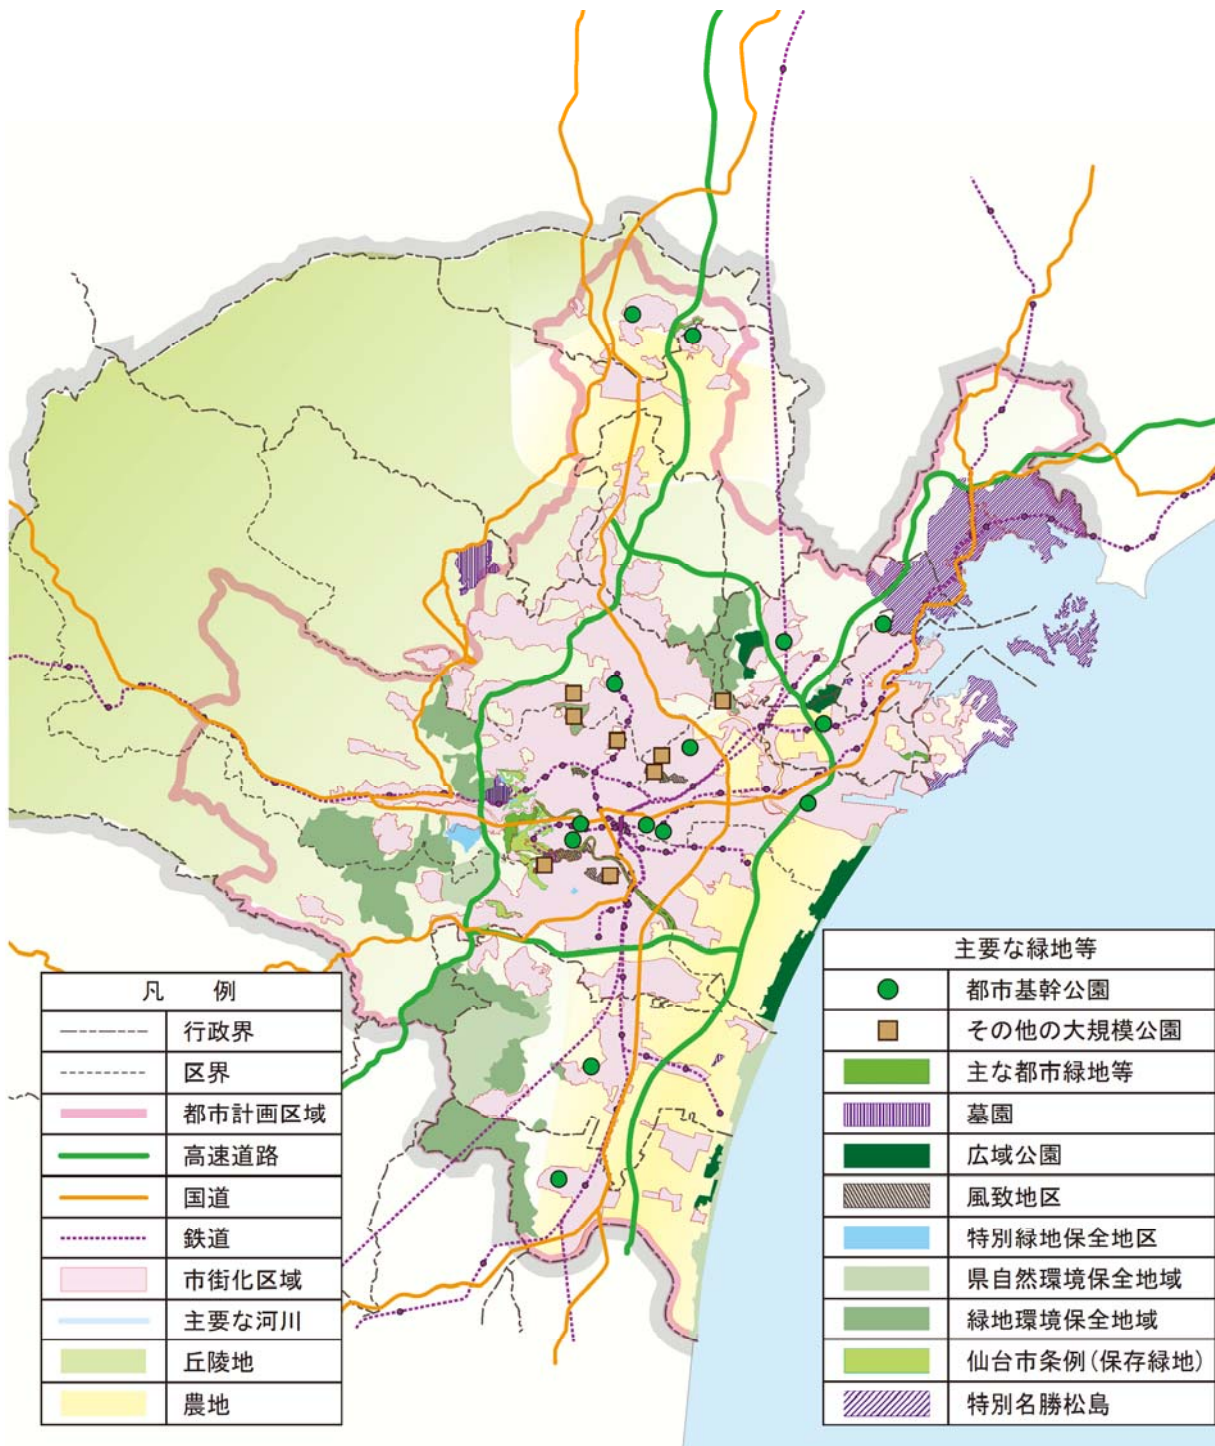 凡 例
行政界
区界
都市計画区域
高速道路
国道
鉄道
市街化区域
主要な河川
丘陵地
農地
主要な緑地等
都市基幹公園
その他の大規模公園
主な都市緑地等
墓園
広域公園
風致地区
特別緑地保全地区
県自然環境保全地域
緑地環境保全地域
仙台市条例(保存緑地)
特別名勝松島